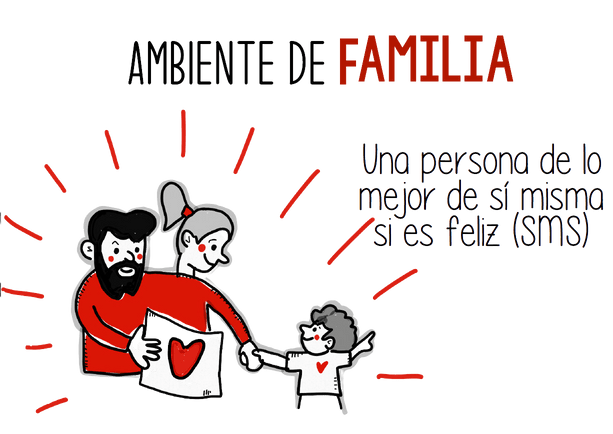 AMBIENTE DE FAMILIA
Una persona de lo
mejor de sí misma
si es feliz (SMS)